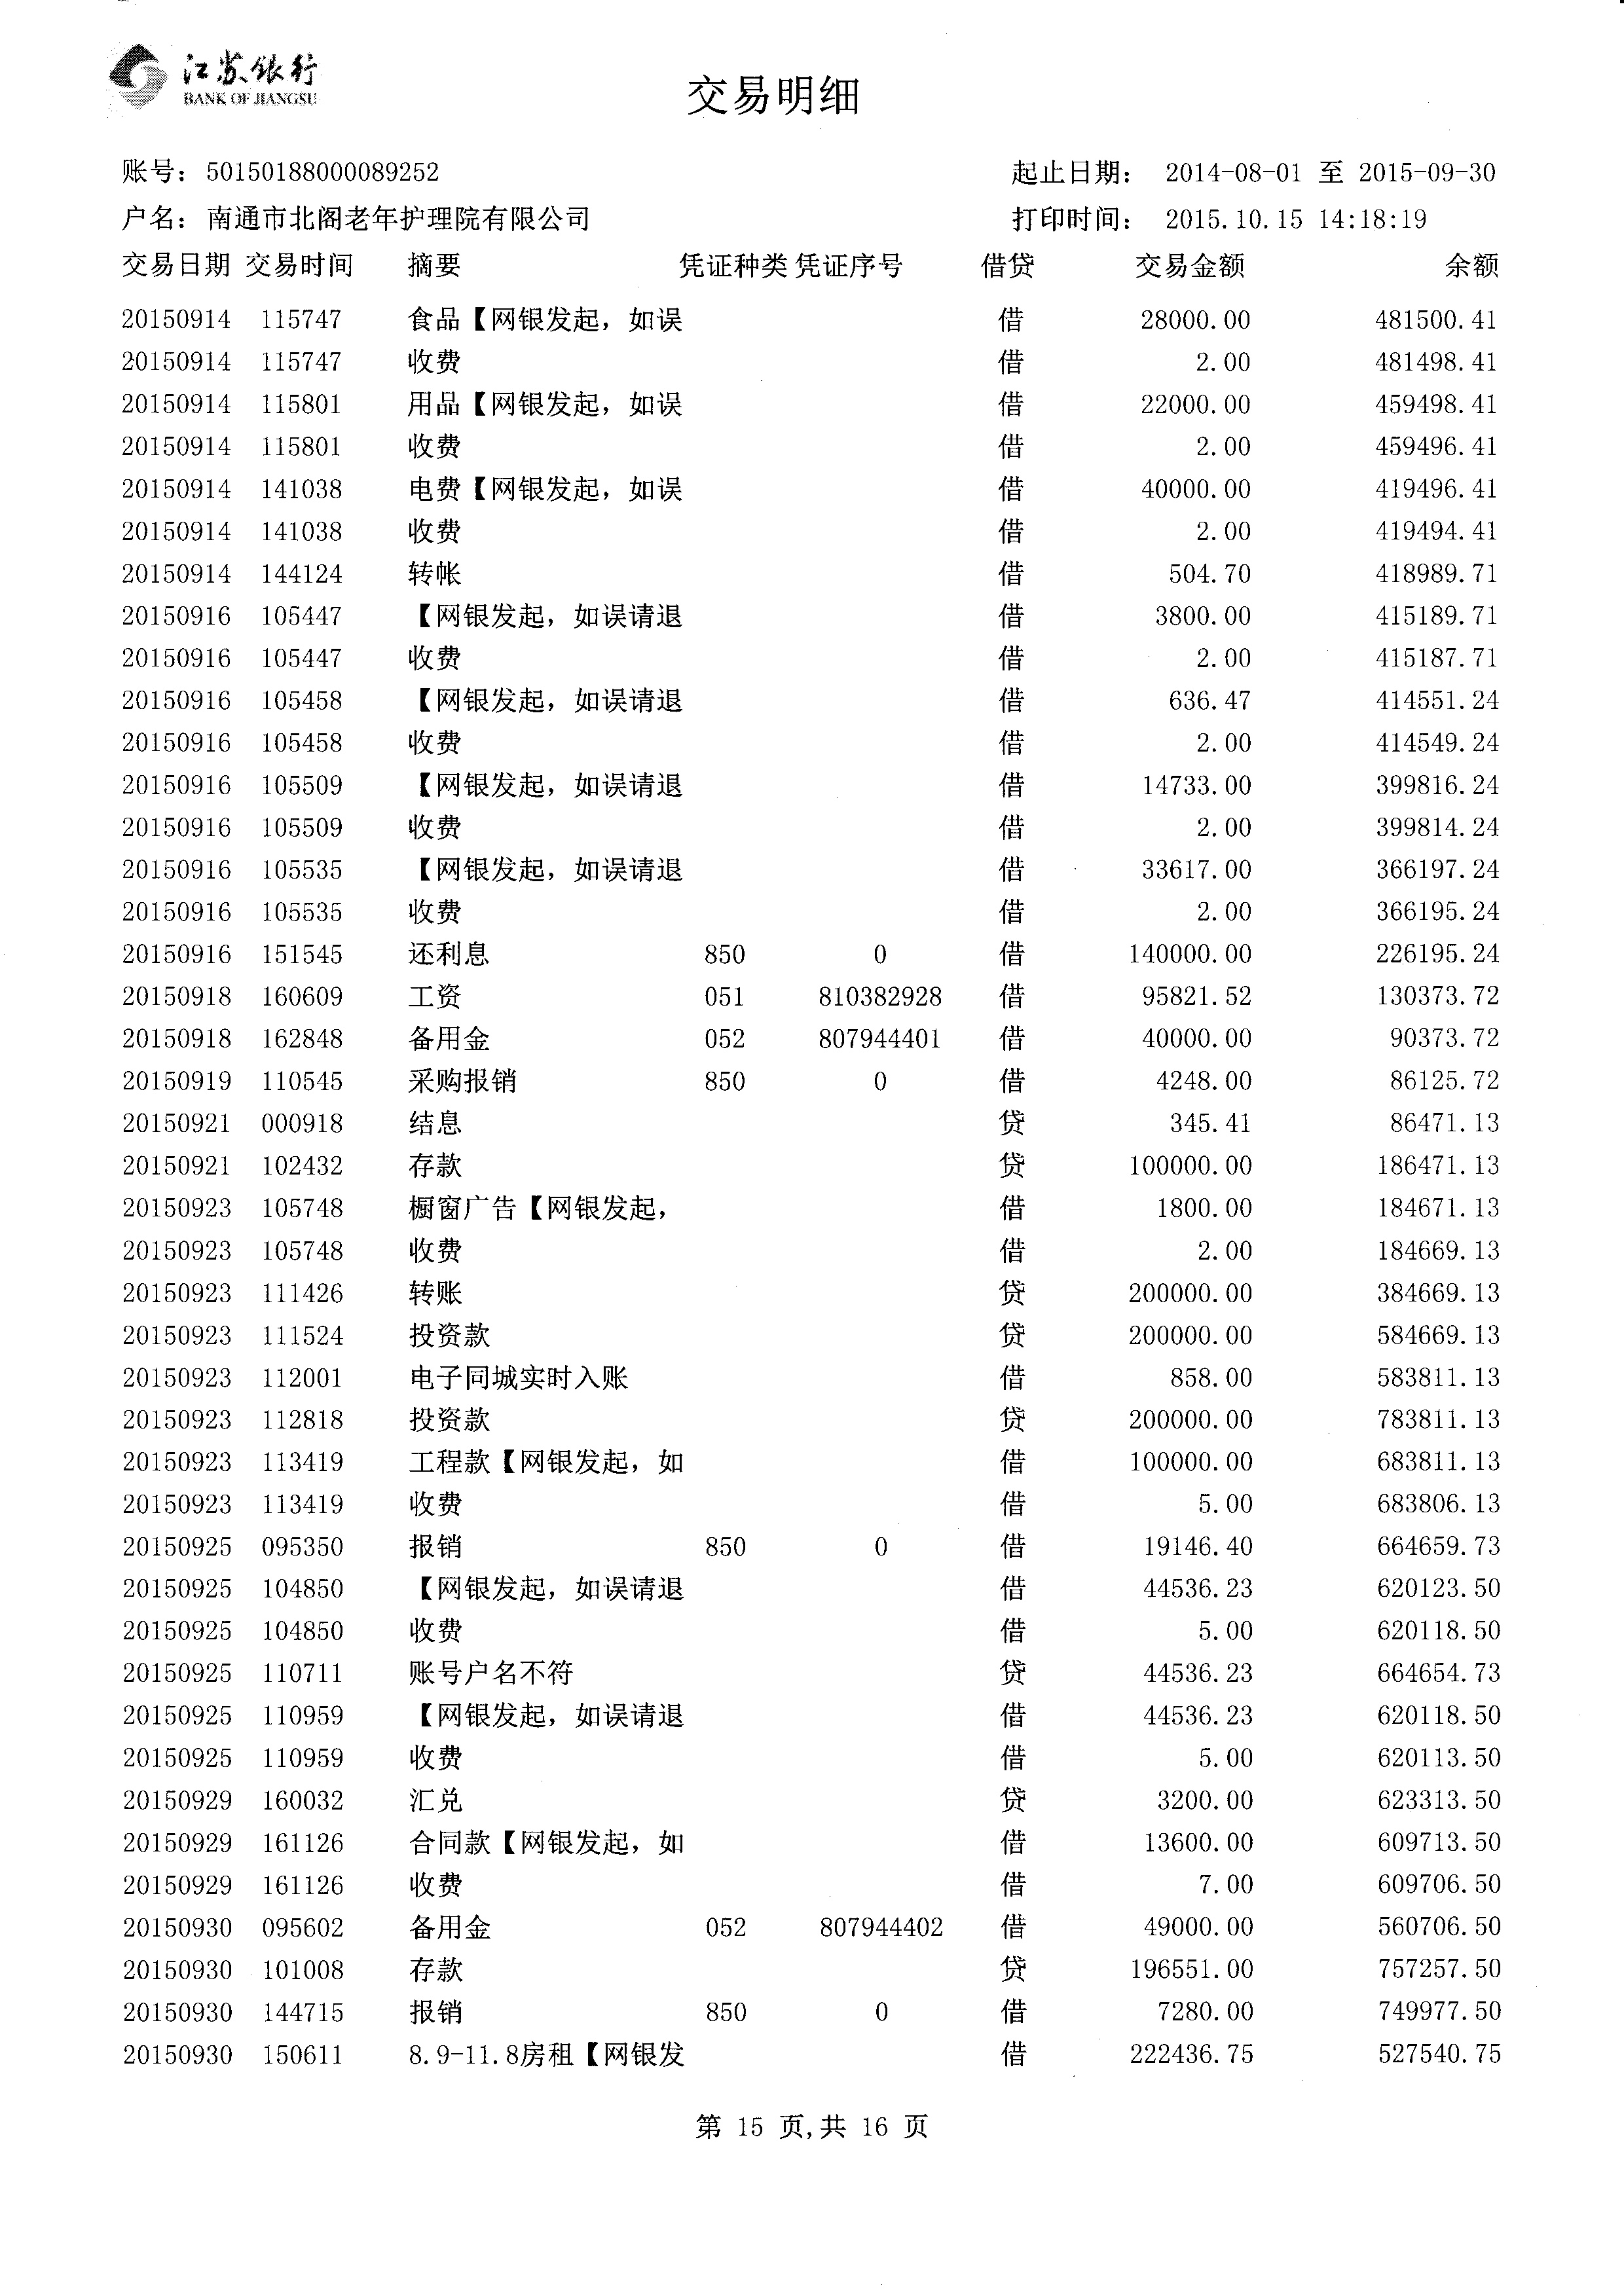 江苏银行
BANK OF JIANGSU
交易明细
账号: 50150188000089252 起止日期: 2014-08-01 至 2015-09-30
户名: 南通市北阁老年护理院有限公司 打印时间: 2015.10.15 14:18:19
交易日期 交易时间 摘要 凭证种类 凭证序号 借贷 交易金额 余额
20150914 115747 食品【网银发起，如误 借 28000.00 481500.41
20150914 115747 收费 借 2.00 481498.41
20150914 115801 用品【网银发起，如误 借 22000.00 459498.41
20150914 115801 收费 借 2.00 459496.41
20150914 141038 电费【网银发起，如误 借 40000.00 419496.41
20150914 141038 收费 借 2.00 419494.41
20150914 144124 转帐 借 504.70 418989.71
20150916 105447 【网银发起，如误请退 借 3800.00 415189.71
20150916 105447 收费 借 2.00 415187.71
20150916 105458 【网银发起，如误请退 借 636.47 414551.24
20150916 105458 收费 借 2.00 414549.24
20150916 105509 【网银发起，如误请退 借 14733.00 399816.24
20150916 105509 收费 借 2.00 399814.24
20150916 105535 【网银发起，如误请退 借 33617.00 366197.24
20150916 105535 收费 借 2.00 366195.24
20150916 151545 还利息 850 0 借 140000.00 226195.24
20150918 160609 工资 051 810382928 借 95821.52 130373.72
20150918 162848 备用金 052 807944401 借 40000.00 90373.72
20150919 110545 采购报销 850 0 借 4248.00 86125.72
20150921 000918 结息 贷 345.41 86471.13
20150921 102432 存款 贷 100000.00 186471.13
20150923 105748 橱窗广告【网银发起， 借 1800.00 184671.13
20150923 105748 收费 借 2.00 184669.13
20150923 111426 转账 贷 200000.00 384669.13
20150923 111524 投资款 贷 200000.00 584669.13
20150923 112001 电子同城实时入账 借 858.00 583811.13
20150923 112818 投资款 贷 200000.00 783811.13
20150923 113419 工程款【网银发起，如 借 100000.00 683811.13
20150923 113419 收费 借 5.00 683806.13
20150925 095350 报销 850 0 借 19146.40 664659.73
20150925 104850 【网银发起，如误请退 借 44536.23 620123.50
20150925 104850 收费 借 5.00 620118.50
20150925 110711 账号户名不符 贷 44536.23 664654.73
20150925 110959 【网银发起，如误请退 借 44536.23 620118.50
20150925 110959 收费 借 5.00 620113.50
20150929 160032 汇兑 贷 3200.00 623313.50
20150929 161126 合同款【网银发起，如 借 13600.00 609713.50
20150929 161126 收费 借 7.00 609706.50
20150930 095602 备用金 052 807944402 借 49000.00 560706.50
20150930 101008 存款 贷 196551.00 757257.50
20150930 144715 报销 850 0 借 7280.00 749977.50
20150930 150611 8.9-11.8房租【网银发 借 222436.75 527540.75
第 15 页,共 16 页